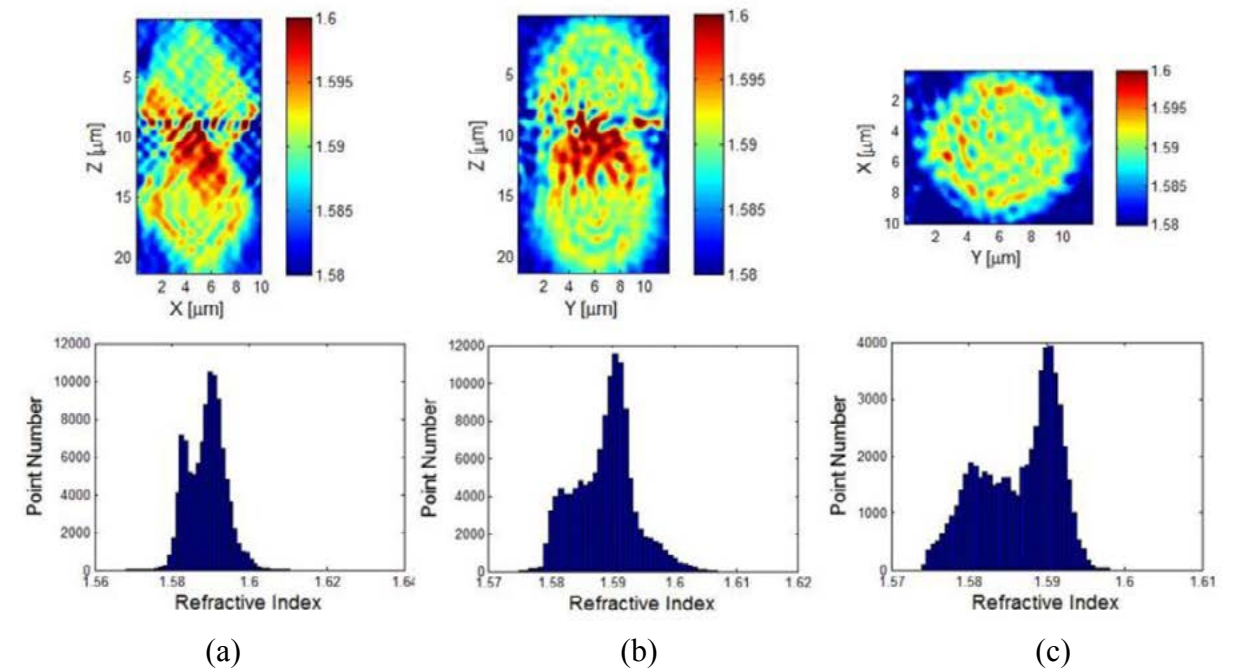 1.6
1.595
1.59
1.585
1.58
5
10
15
20
Z [μm]
2 4 6 8 10
X [μm]
1.6
1.595
1.59
1.585
1.58
5
10
15
20
Z [μm]
2 4 6 8 10
Y [μm]
1.6
1.595
1.59
1.585
1.58
2
4
6
8
10
X [μm]
2 4 6 8 10
Y [μm]
12000
10000
8000
6000
4000
2000
0
Point Number
1.56 1.58 1.6 1.62 1.64
Refractive Index
12000
10000
8000
6000
4000
2000
0
Point Number
1.57 1.58 1.59 1.6 1.61 1.62
Refractive Index
4000
3000
2000
1000
0
Point Number
1.57 1.58 1.59 1.6 1.61
Refractive Index
(a) (b) (c)